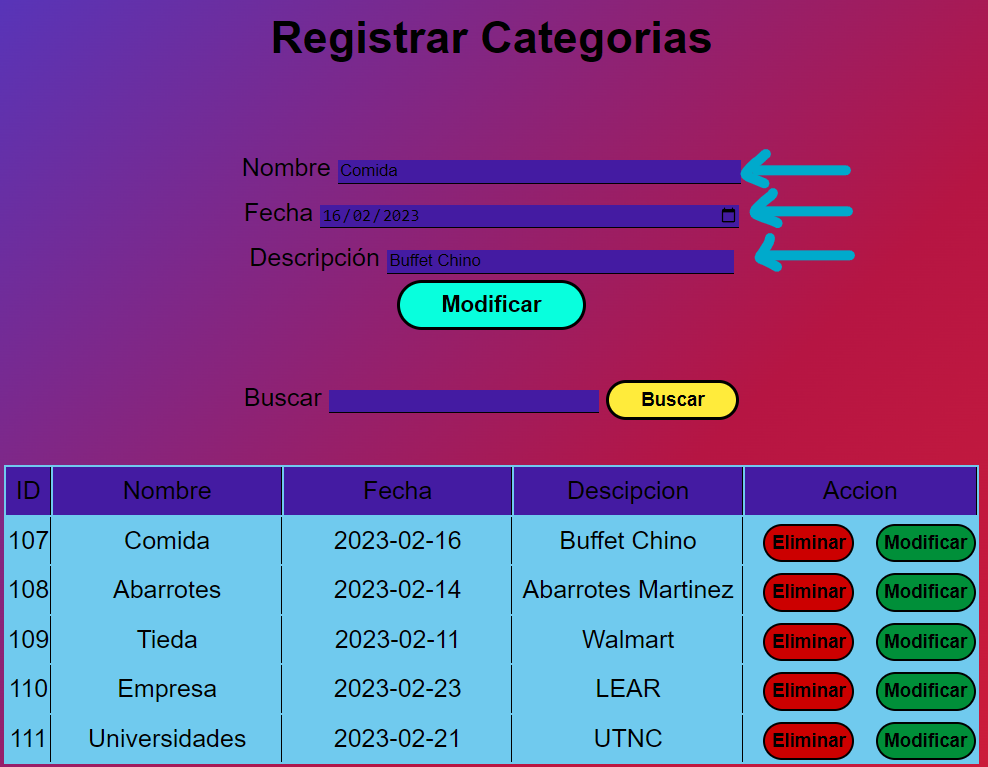 Registrar Categorias
Nombre Comida
Fecha 16/02/2023
Descripción Buffet Chino
Modificar
Buscar Buscar
ID Nombre Fecha Descipcion Accion
107 Comida 2023-02-16 Buffet Chino Eliminar Modificar
108 Abarrotes 2023-02-14 Abarrotes Martinez Eliminar Modificar
109 Tieda 2023-02-11 Walmart Eliminar Modificar
110 Empresa 2023-02-23 LEAR Eliminar Modificar
111 Universidades 2023-02-21 UTNC Eliminar Modificar